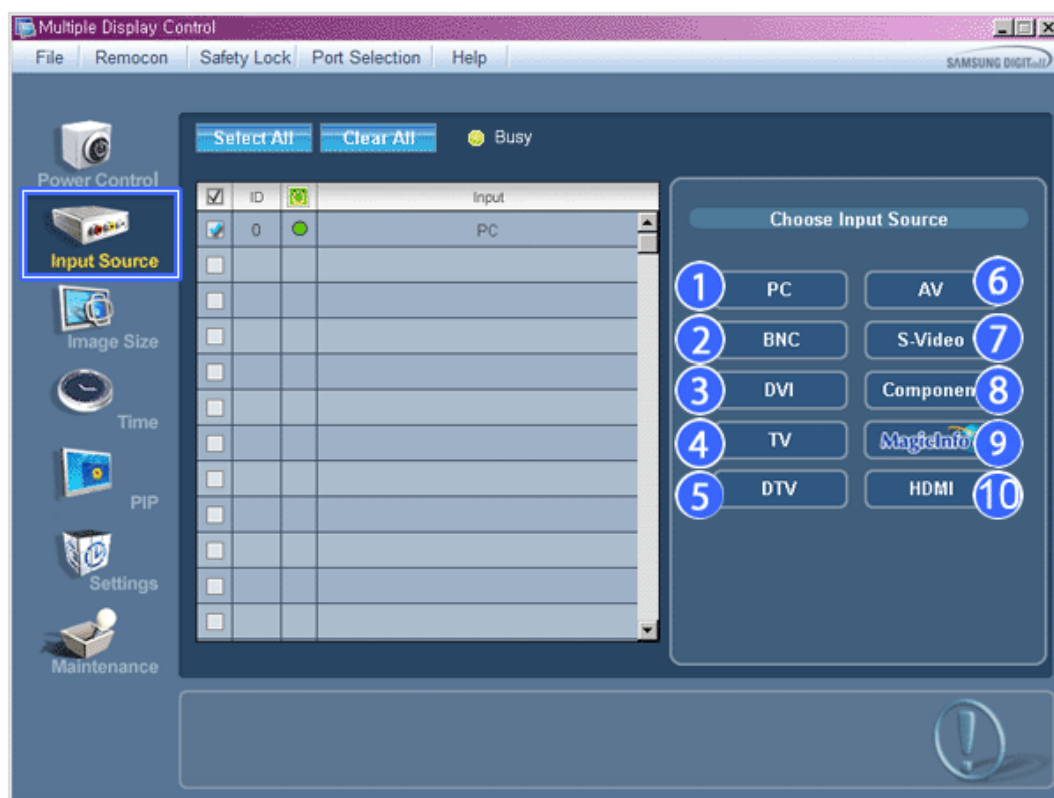 Multiple Display Control
File Remocon Safety Lock Port Selection Help
SAMSUNG DIGITall
Select All Clear All Busy
Power Control
Input Source
Image Size
Time
PIP
Settings
Maintenance
ID Input
0 PC
Choose Input Source
1 PC AV 6
2 BNC S-Video 7
3 DVI Componen 8
4 TV MagicInfo 9
5 DTV HDMI 10